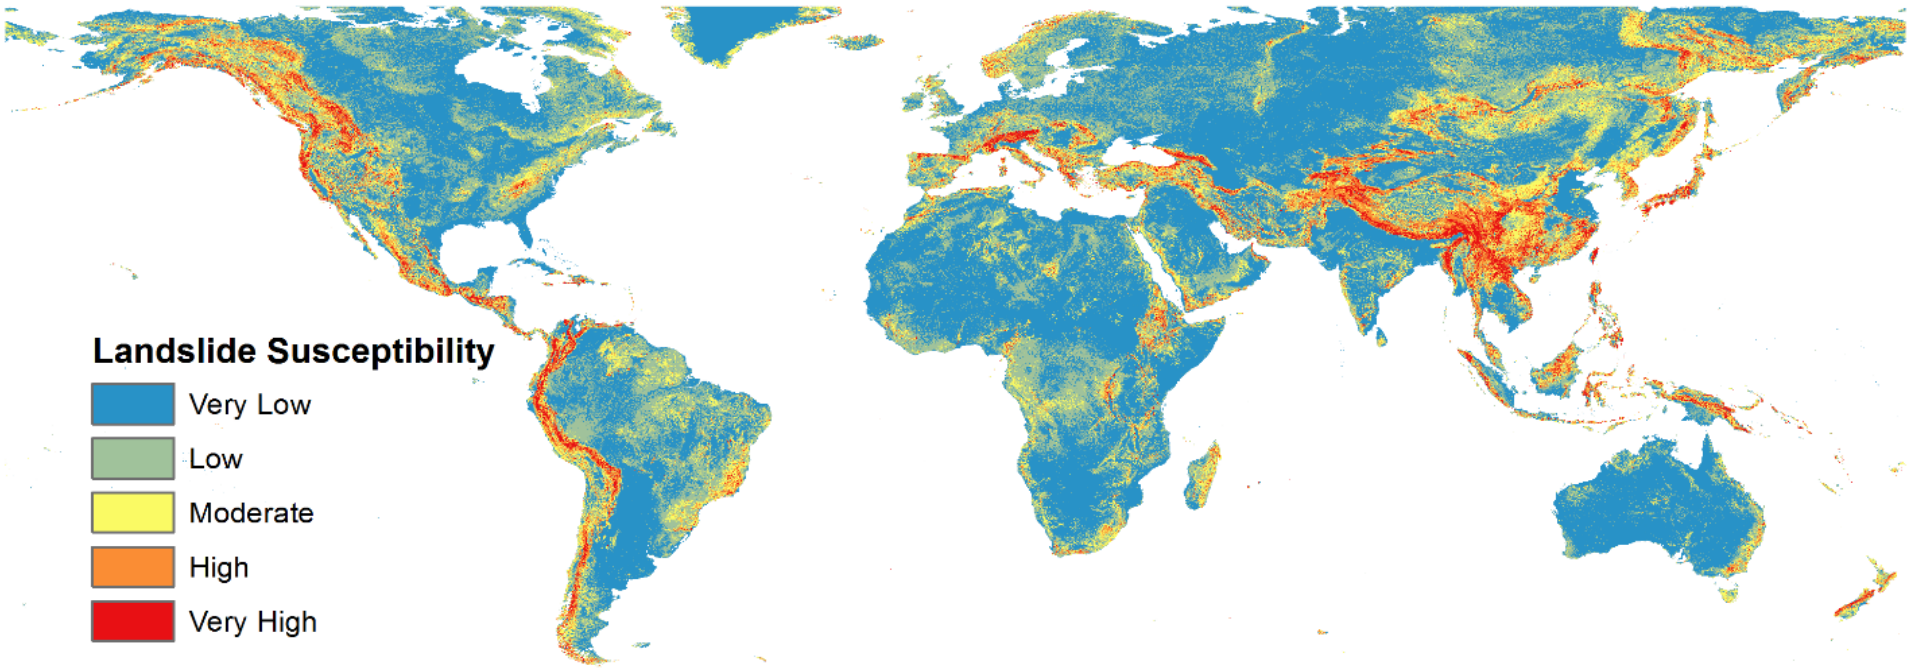 Landslide Susceptibility
Very Low
Low
Moderate
High
Very High